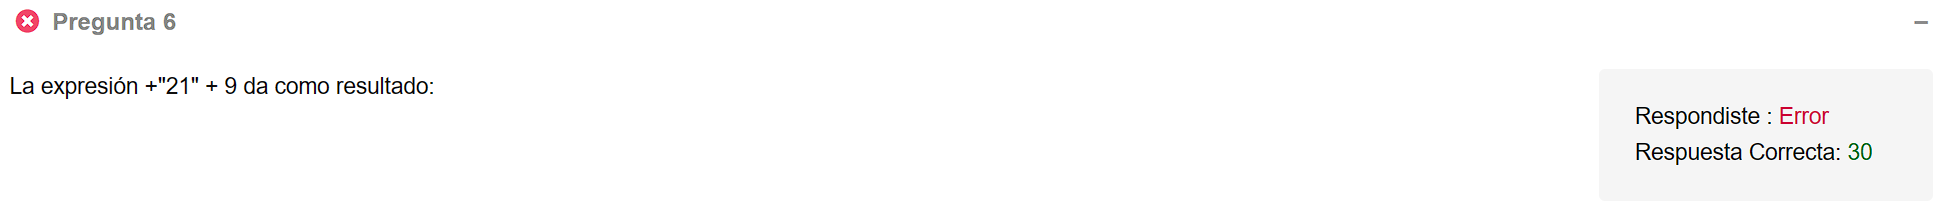 Pregunta 6
La expresión +"21" + 9 da como resultado:
Respondiste : Error
Respuesta Correcta: 30